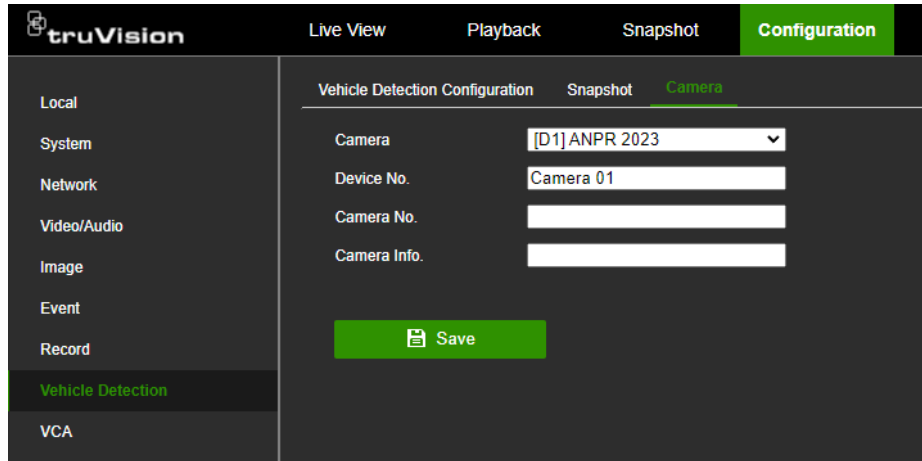 truVision
Live View Playback Snapshot Configuration
Local
System
Network
Video/Audio
Image
Event
Record
Vehicle Detection
VCA
Vehicle Detection Configuration Snapshot Camera
Camera [D1] ANPR 2023
Device No. Camera 01
Camera No.
Camera Info.
Save